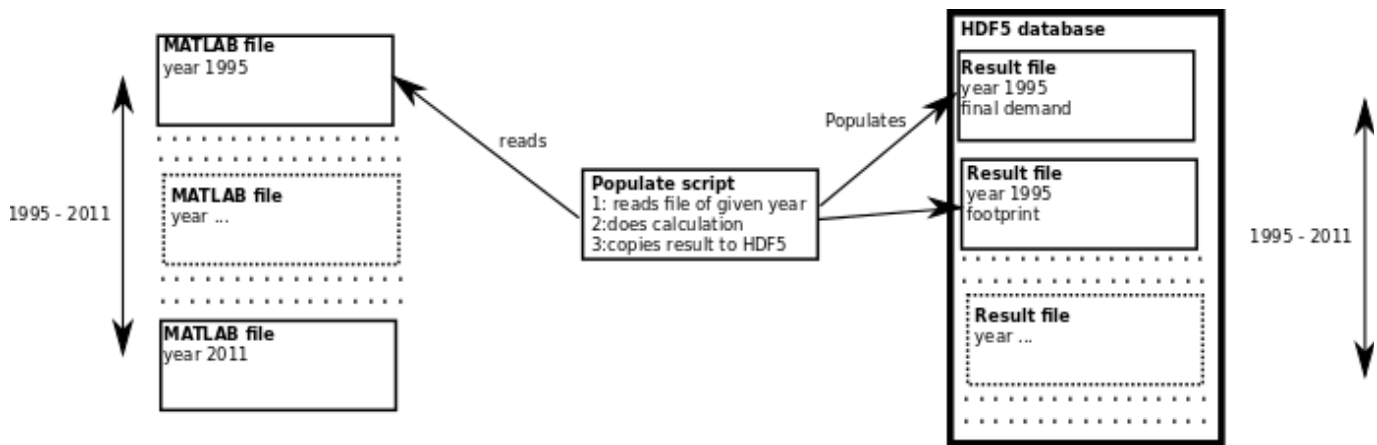 MATLAB file
year 1995
1995 - 2011
MATLAB file
year ...
MATLAB file
year 2011
reads
Populate script
1: reads file of given year
2:does calculation
3:copies result to HDF5
Populates
HDF5 database
Result file
year 1995
final demand
Result file
year 1995
footprint
Result file
year ...
1995 - 2011